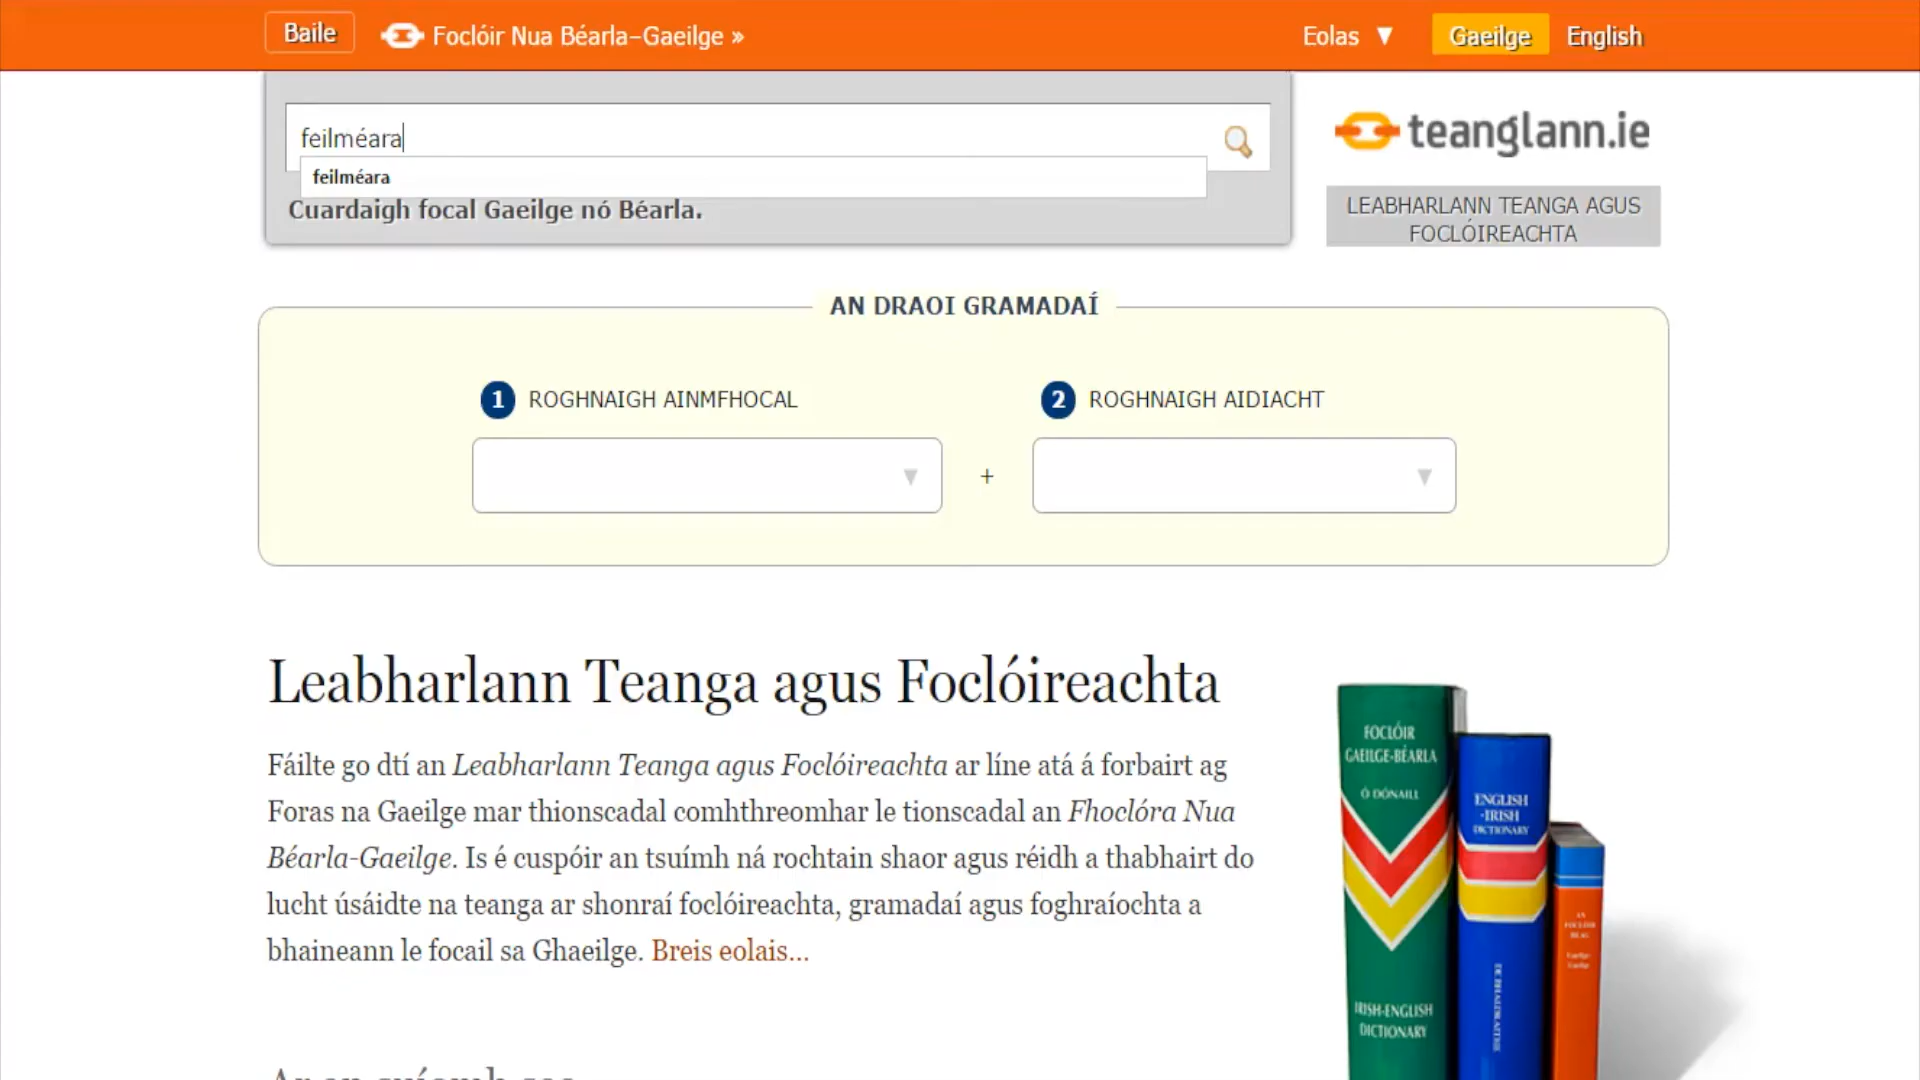 Baile
Foclóir Nua Béarla–Gaeilge »
Eolas ▼
Gaeilge
English
feilméara
feilméara
Cuardaigh focal Gaeilge nó Béarla.
teanglann.ie
LEABHARLANN TEANGA AGUS
FOCLÓIREACHTA
AN DRAOI GRAMADAÍ
1 ROGHNAIGH AINMFHOCAL
2 ROGHNAIGH AIDIACHT
+
Leabharlann Teanga agus Foclóireachta
Fáilte go dtí an Leabharlann Teanga agus Foclóireachta ar líne atá á forbairt ag
Foras na Gaeilge mar thionscadal comhthreomhar le tionscadal an Fhoclóra Nua
Béarla-Gaeilge. Is é cuspóir an tsuímh ná rochtain shaor agus réidh a thabhairt do
lucht úsáidte na teanga ar shonraí foclóireachta, gramadaí agus foghraíochta a
bhaineann le focail sa Ghaeilge. Breis eolais...
FOCLÓIR
GAEILGE-BÉARLA
Ó DÓNAILL
IRISH-ENGLISH
DICTIONARY
ENGLISH
-IRISH
DICTIONARY
AN
FOCLÓIR
BEAG